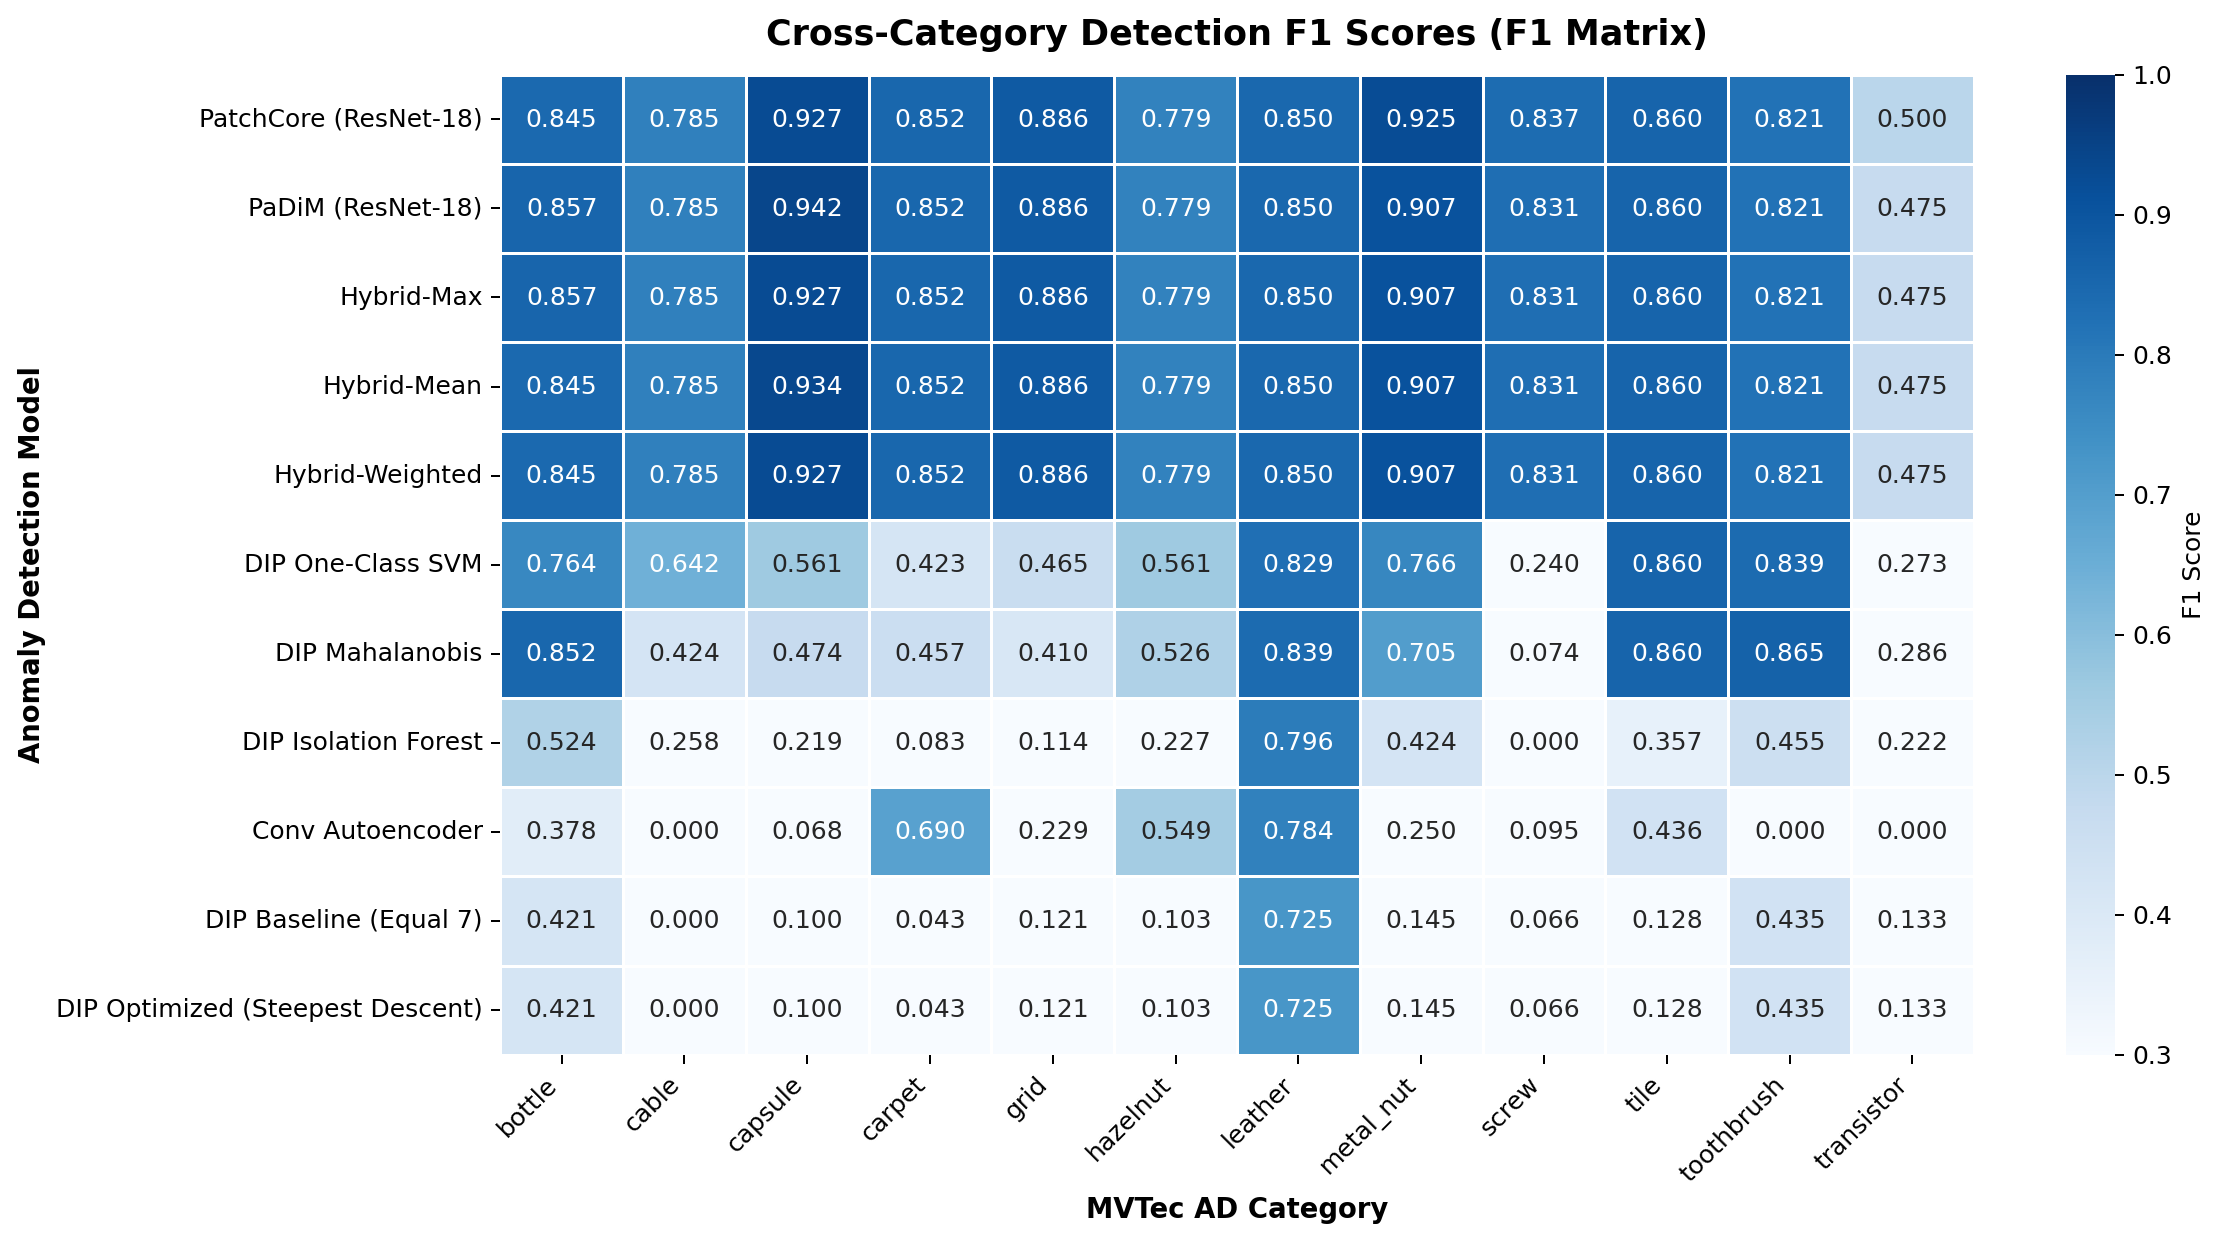 Cross-Category Detection F1 Scores (F1 Matrix)
Anomaly Detection Model
PatchCore (ResNet-18) 0.845 0.785 0.927 0.852 0.886 0.779 0.850 0.925 0.837 0.860 0.821 0.500
PaDiM (ResNet-18) 0.857 0.785 0.942 0.852 0.886 0.779 0.850 0.907 0.831 0.860 0.821 0.475
Hybrid-Max 0.857 0.785 0.927 0.852 0.886 0.779 0.850 0.907 0.831 0.860 0.821 0.475
Hybrid-Mean 0.845 0.785 0.934 0.852 0.886 0.779 0.850 0.907 0.831 0.860 0.821 0.475
Hybrid-Weighted 0.845 0.785 0.927 0.852 0.886 0.779 0.850 0.907 0.831 0.860 0.821 0.475
DIP One-Class SVM 0.764 0.642 0.561 0.423 0.465 0.561 0.829 0.766 0.240 0.860 0.839 0.273
DIP Mahalanobis 0.852 0.424 0.474 0.457 0.410 0.526 0.839 0.705 0.074 0.860 0.865 0.286
DIP Isolation Forest 0.524 0.258 0.219 0.083 0.114 0.227 0.796 0.424 0.000 0.357 0.455 0.222
Conv Autoencoder 0.378 0.000 0.068 0.690 0.229 0.549 0.784 0.250 0.095 0.436 0.000 0.000
DIP Baseline (Equal 7) 0.421 0.000 0.100 0.043 0.121 0.103 0.725 0.145 0.066 0.128 0.435 0.133
DIP Optimized (Steepest Descent) 0.421 0.000 0.100 0.043 0.121 0.103 0.725 0.145 0.066 0.128 0.435 0.133
bottle cable capsule carpet grid hazelnut leather metal_nut screw tile toothbrush transistor
MVTec AD Category
1.0
0.9
0.8
0.7
0.6
0.5
0.4
0.3
F1 Score